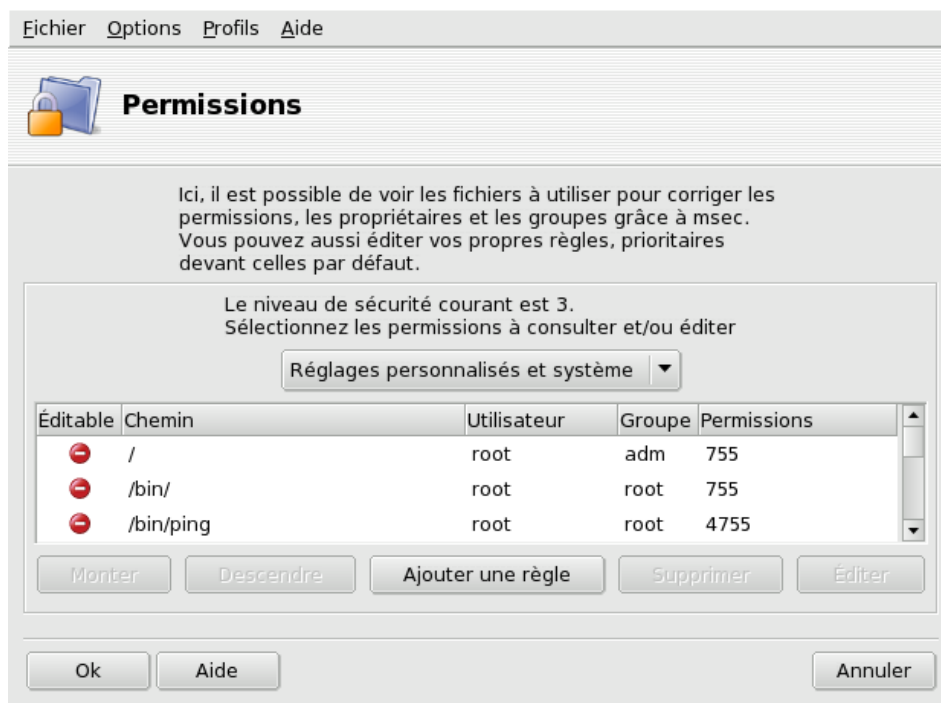 Fichier Options Profils Aide
Permissions
Ici, il est possible de voir les fichiers à utiliser pour corriger les
permissions, les propriétaires et les groupes grâce à msec.
Vous pouvez aussi éditer vos propres règles, prioritaires
devant celles par défaut.
Le niveau de sécurité courant est 3.
Sélectionnez les permissions à consulter et/ou éditer
Réglages personnalisés et système
Éditable Chemin Utilisateur Groupe Permissions
/ root adm 755
/bin/ root root 755
/bin/ping root root 4755
Monter Descendre Ajouter une règle Supprimer Éditer
Ok Aide Annuler